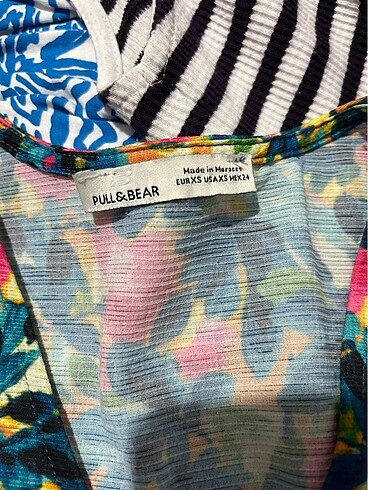 PULL&BEAR
Made in Morocco
EUR XS USA XS MEX 24